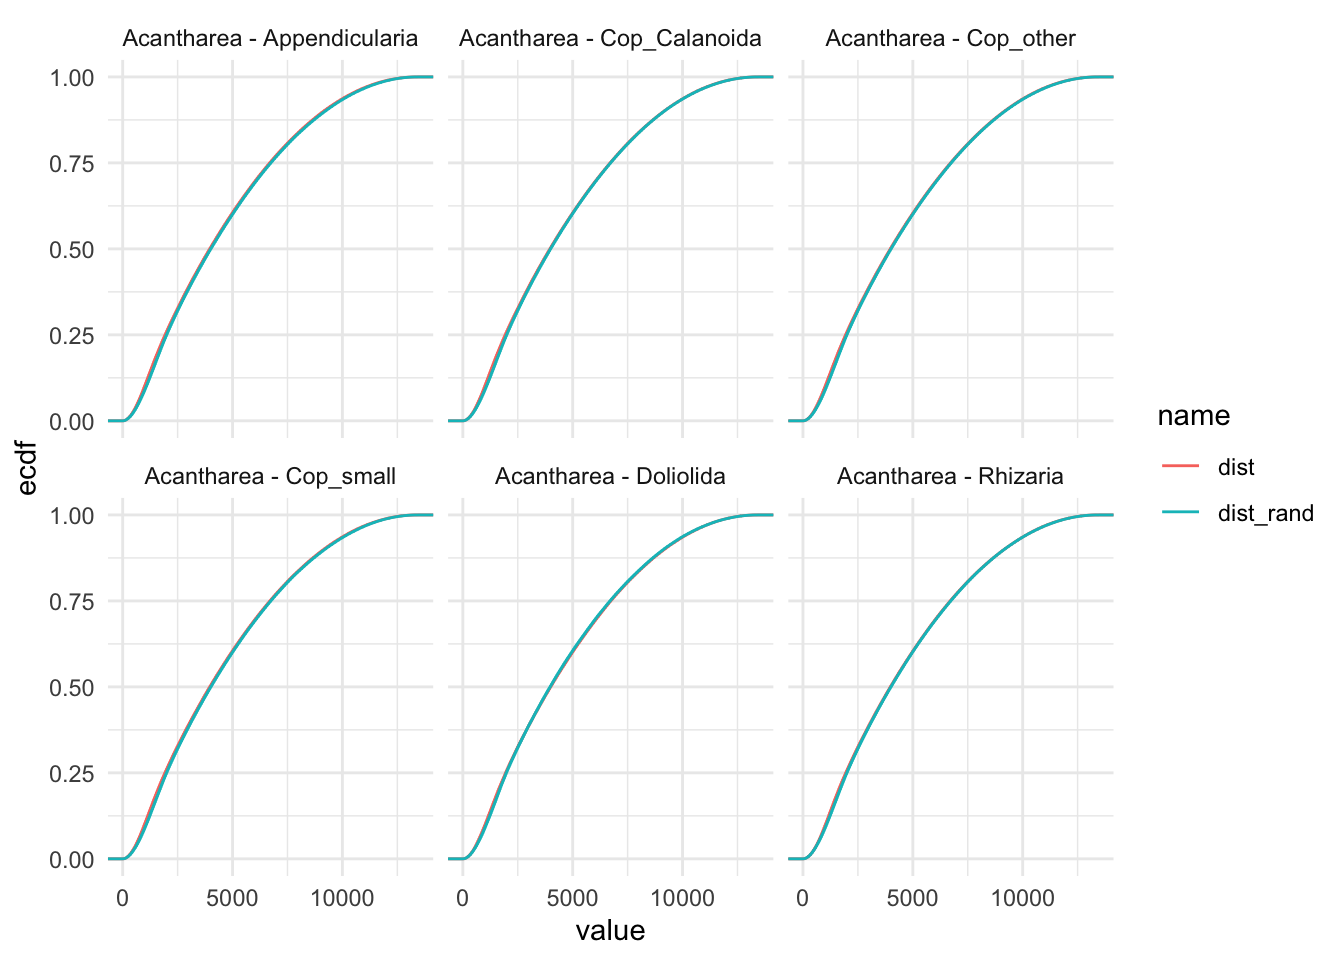 Acantharea - Appendicularia
Acantharea - Cop_Calanoida
Acantharea - Cop_other
1.00
0.75
0.50
0.25
0.00
Acantharea - Cop_small
Acantharea - Doliolida
Acantharea - Rhizaria
1.00
0.75
0.50
0.25
0.00
0 5000 10000
0 5000 10000
0 5000 10000
value
ecdf
name
dist
dist_rand